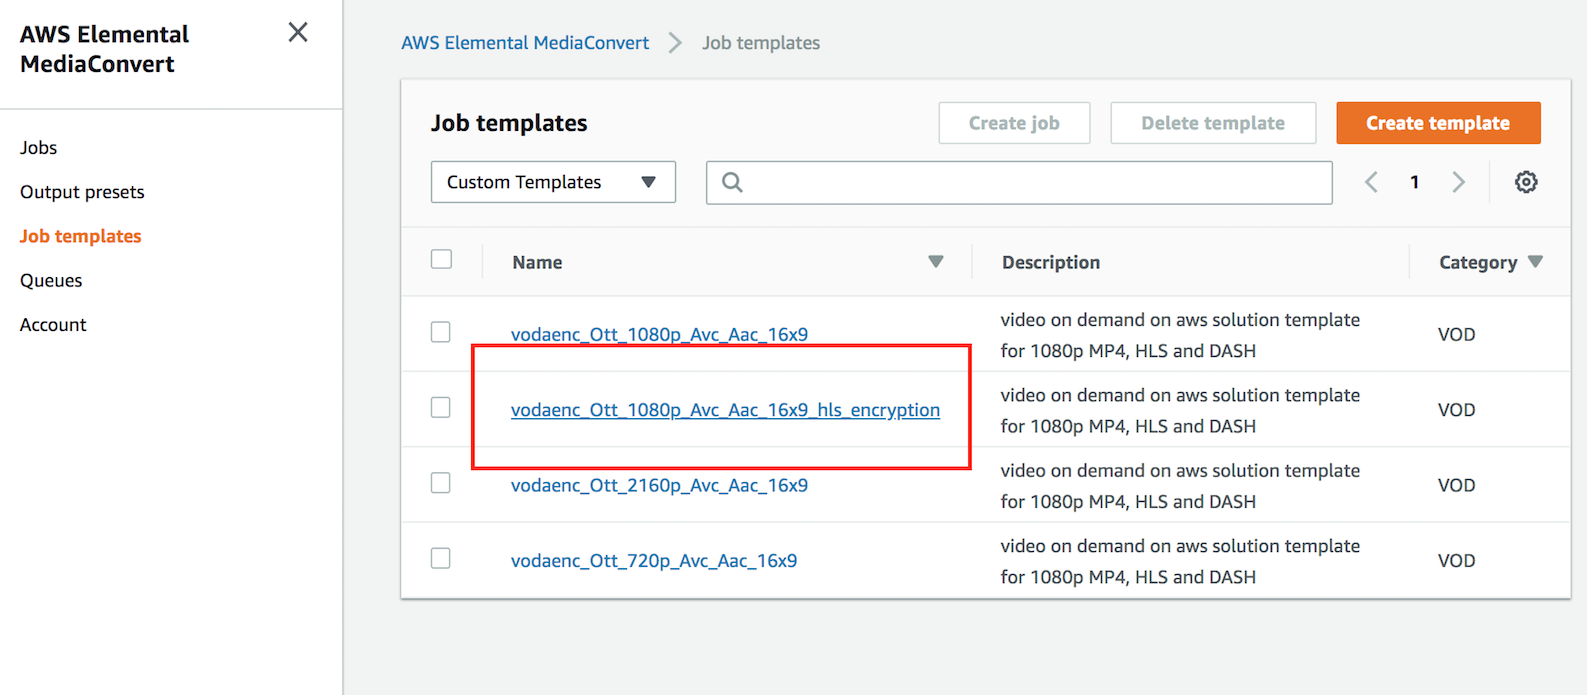 AWS Elemental
MediaConvert
Jobs
Output presets
Job templates
Queues
Account
AWS Elemental MediaConvert Job templates
Job templates
Create job
Delete template
Create template
Custom Templates
1
Name
Description
Category
vodaenc_Ott_1080p_Avc_Aac_16x9
video on demand on aws solution template
for 1080p MP4, HLS and DASH
VOD
vodaenc_Ott_1080p_Avc_Aac_16x9_hls_encryption
video on demand on aws solution template
for 1080p MP4, HLS and DASH
VOD
vodaenc_Ott_2160p_Avc_Aac_16x9
video on demand on aws solution template
for 1080p MP4, HLS and DASH
VOD
vodaenc_Ott_720p_Avc_Aac_16x9
video on demand on aws solution template
for 1080p MP4, HLS and DASH
VOD